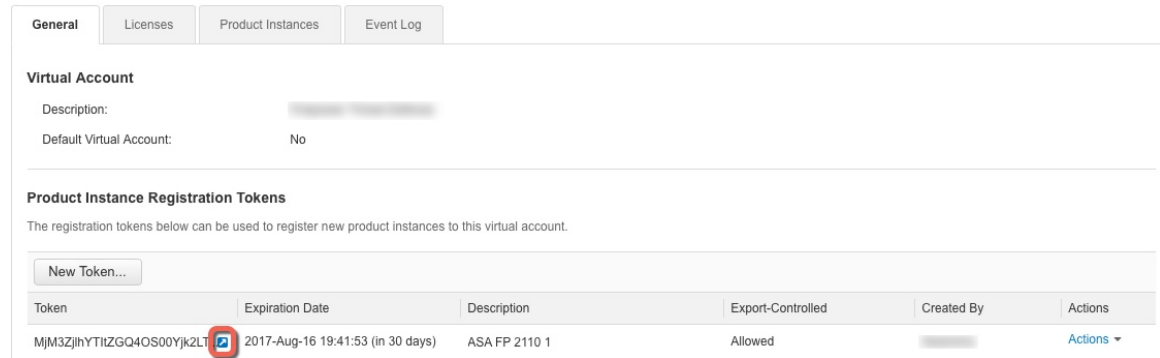 General Licenses Product Instances Event Log
Virtual Account
Description:
Default Virtual Account: No
Product Instance Registration Tokens
The registration tokens below can be used to register new product instances to this virtual account.
New Token...
Token Expiration Date Description Export-Controlled Created By Actions
2017-Aug-16 19:41:53 (in 30 days) ASA FP 2110 1 Allowed Actions